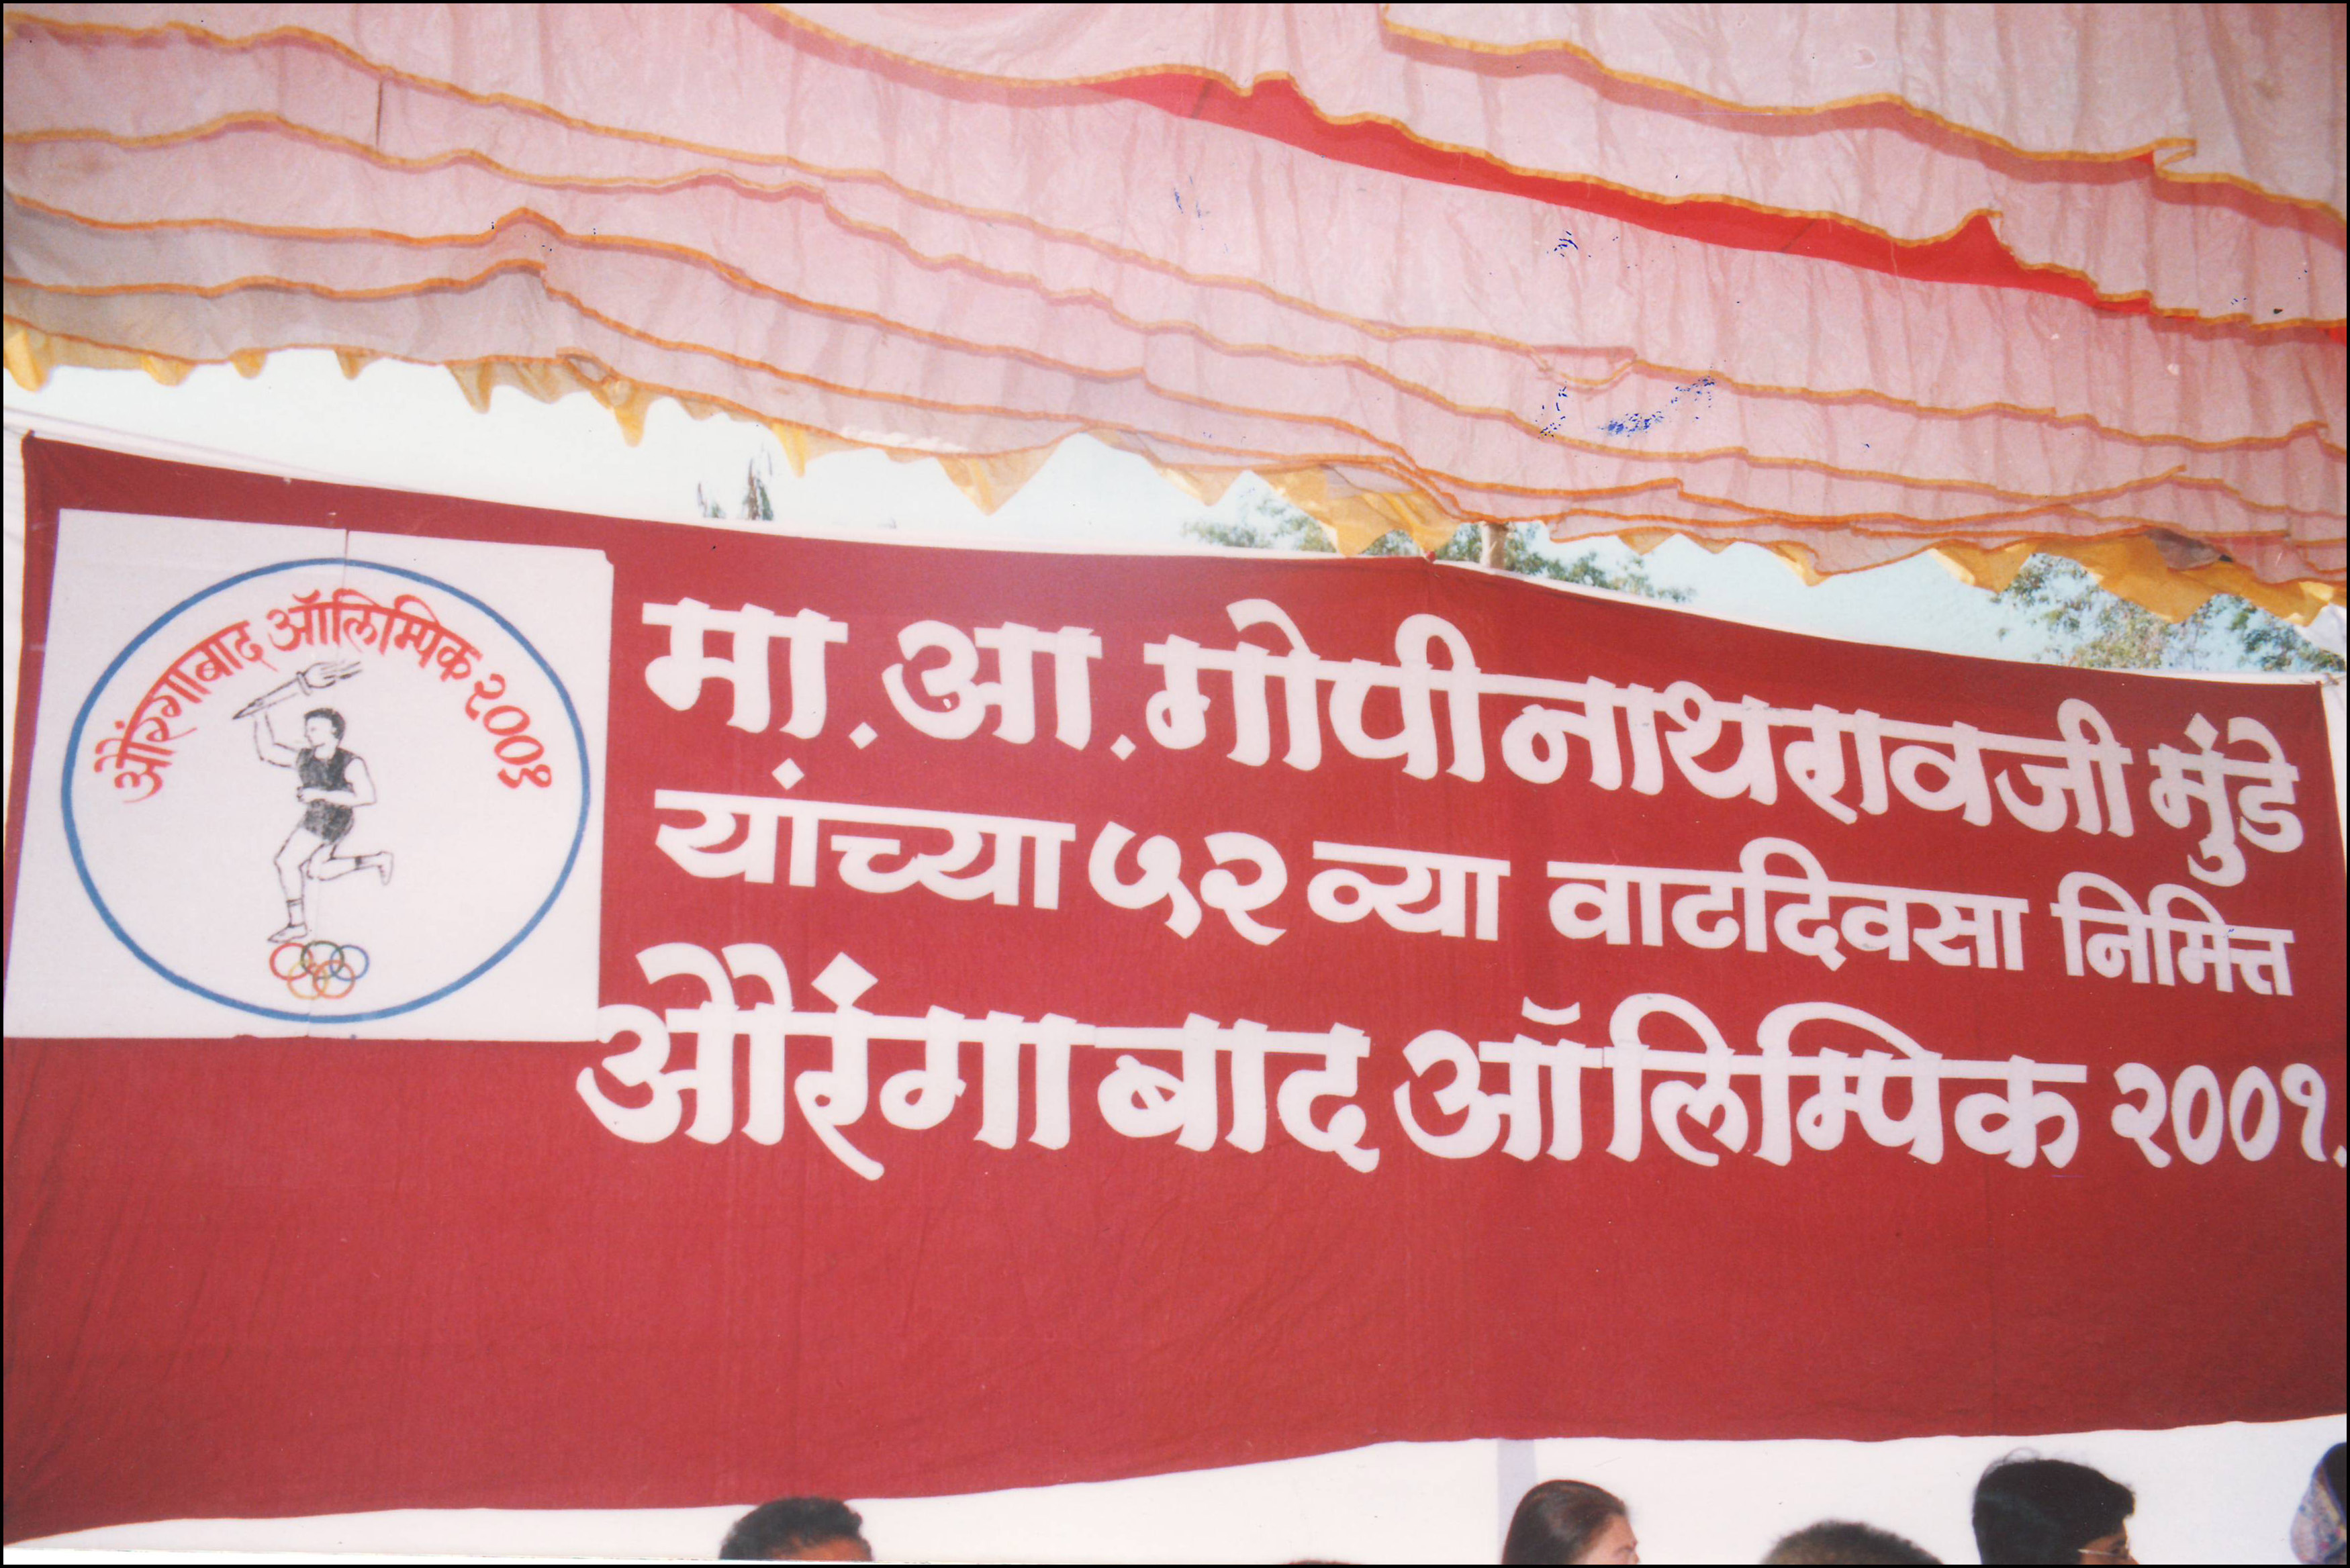 औरंगाबाद ऑलिम्पिक २००१
मा.आ.गोपीनाथरावजी मुंडे
यांच्या ५२ व्या वाढदिवसा निमित्त
औरंगाबाद ऑलिम्पिक २००१.